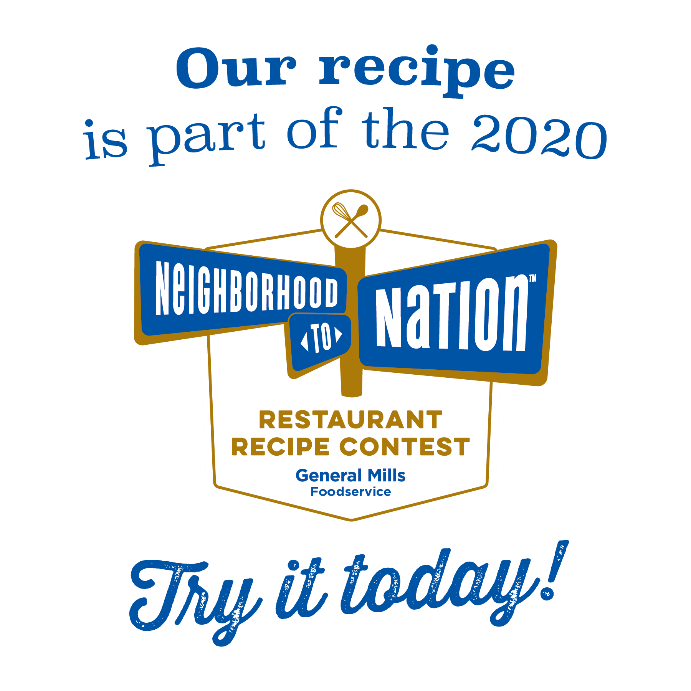 Our recipe
is part of the 2020
NeIGHBORHOOD
TO
NaTION™
RESTAURANT
RECIPE CONTEST
General Mills
Foodservice
Try it today!